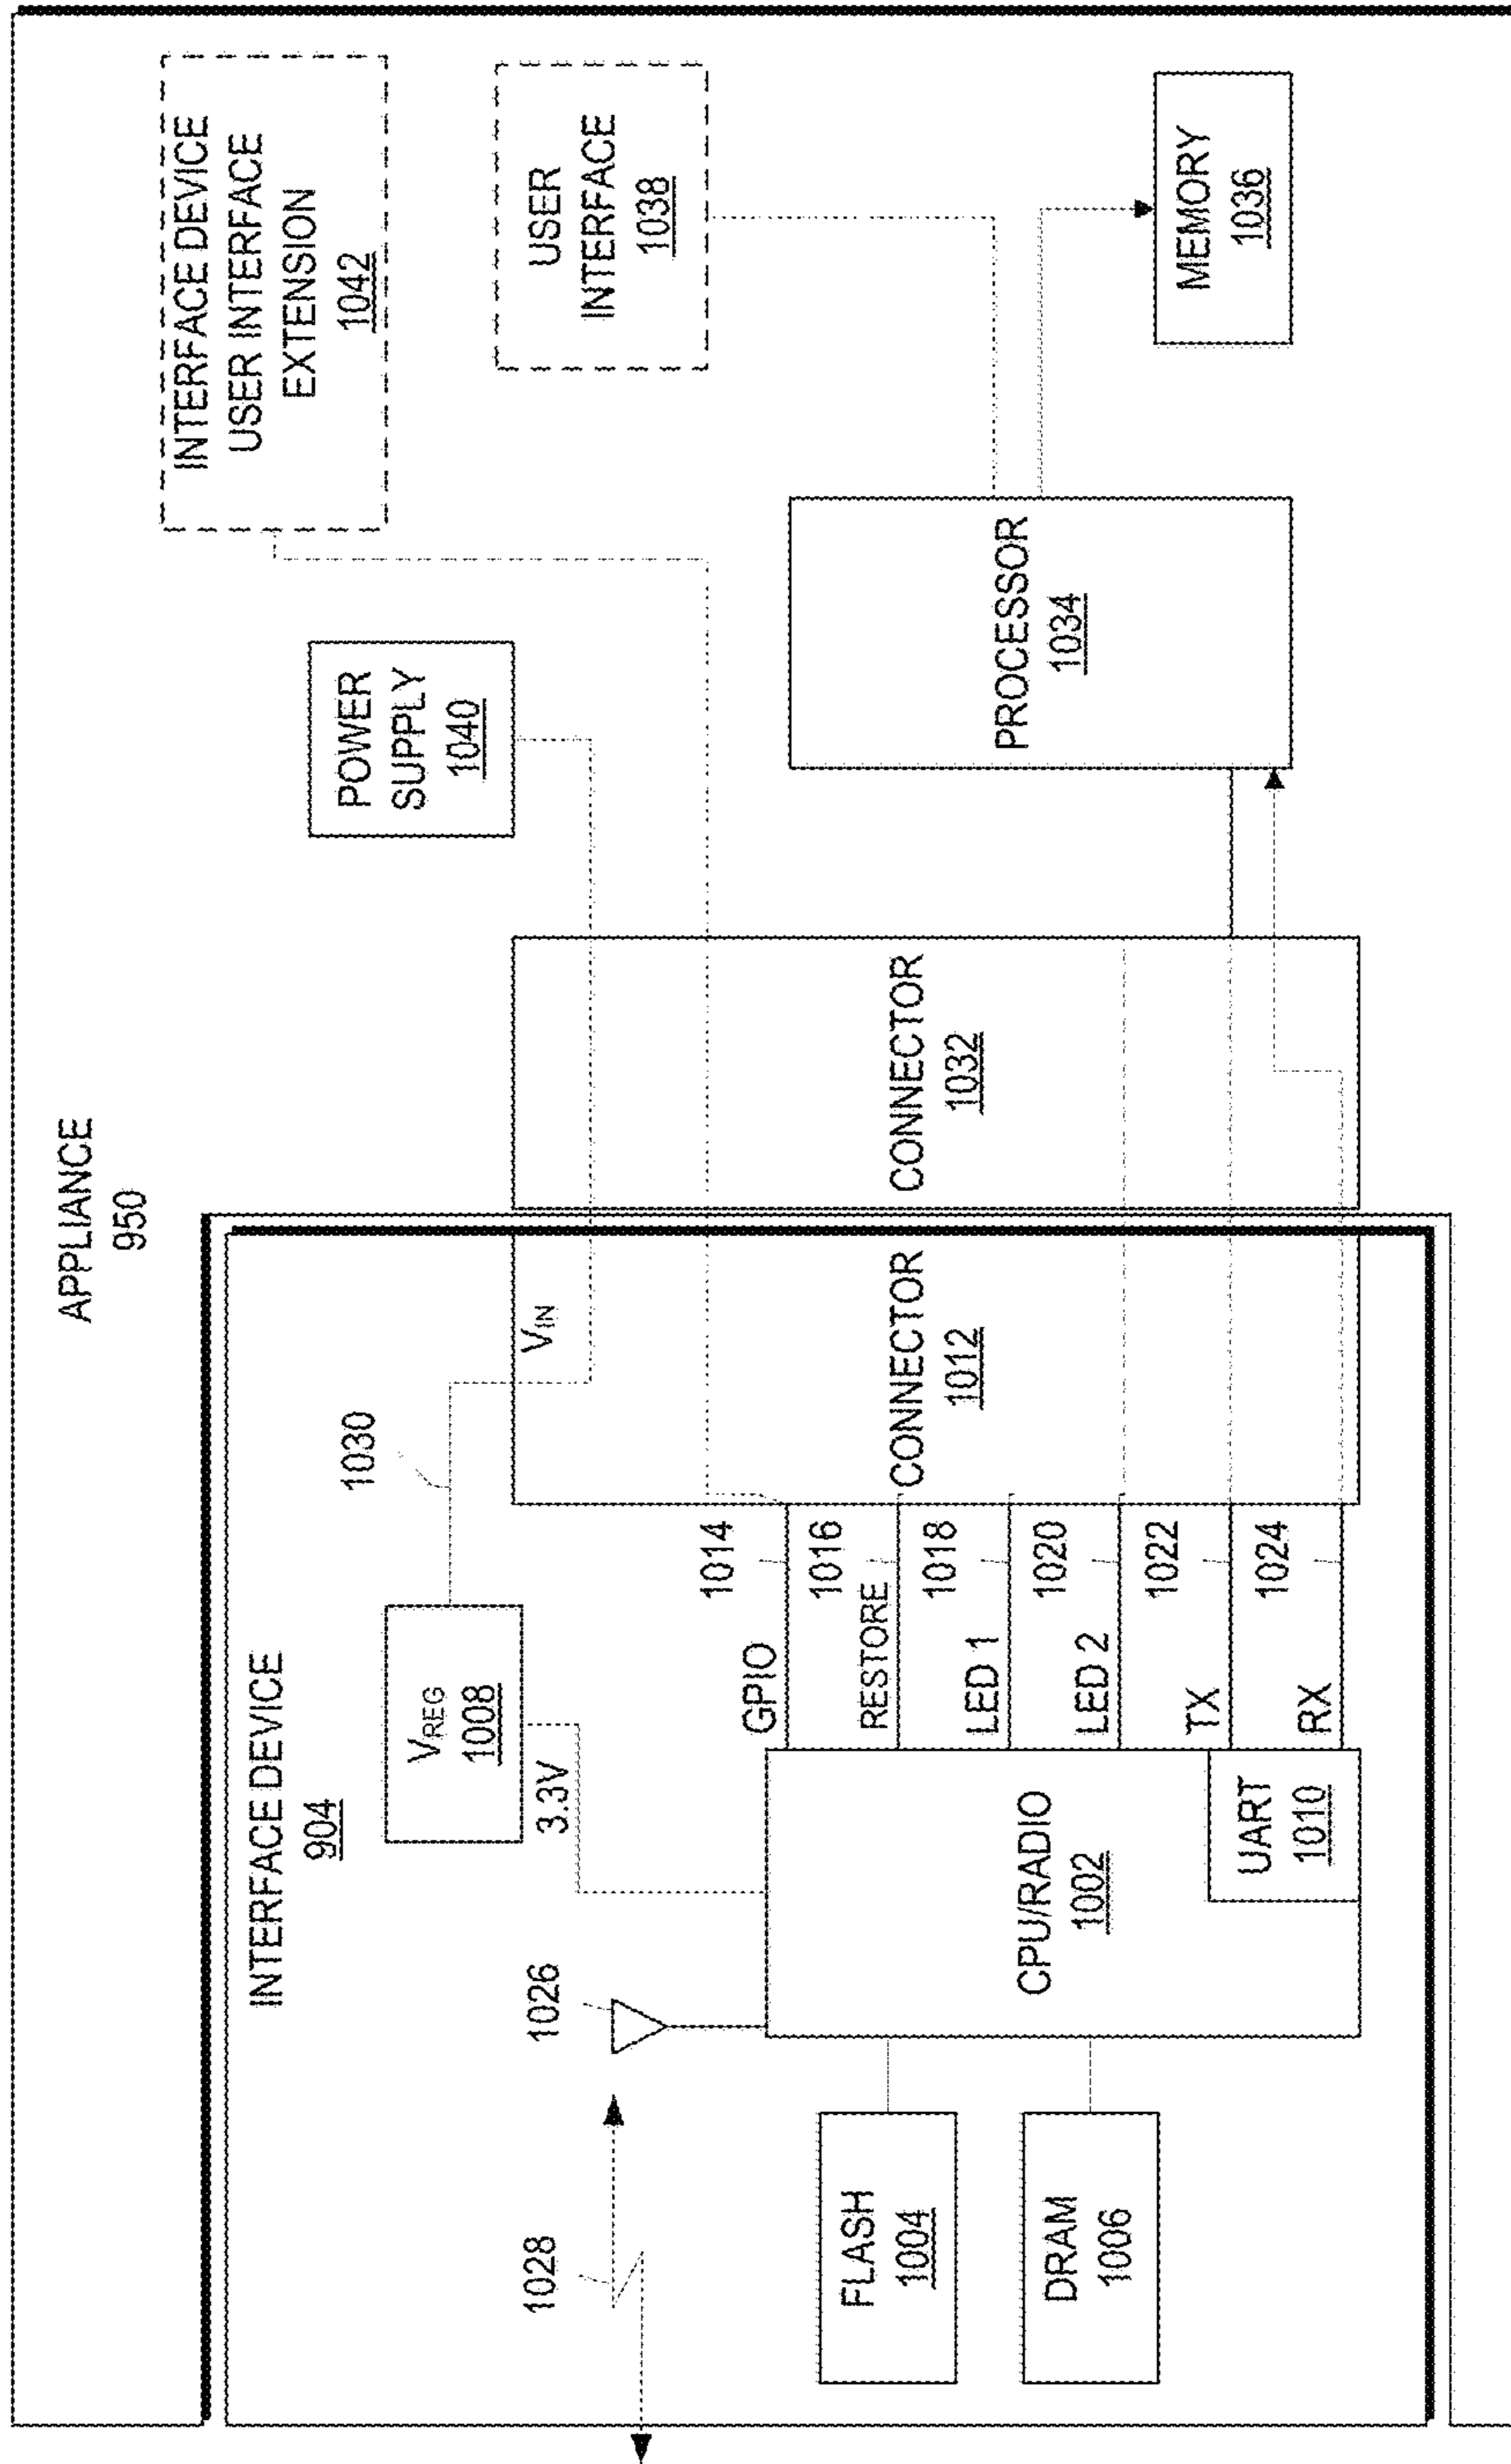 APPLIANCE
950
INTERFACE DEVICE
904
1028
1026
FLASH
1004
DRAM
1006
CPU/RADIO
1002
UART
1010
VREG
1008
3.3V
1030
GPIO
1014
RESTORE
1016
LED 1
1018
LED 2
1020
TX
1022
RX
1024
VIN
CONNECTOR
1012
CONNECTOR
1032
POWER
SUPPLY
1040
PROCESSOR
1034
INTERFACE DEVICE
USER INTERFACE
EXTENSION
1042
USER
INTERFACE
1038
MEMORY
1036